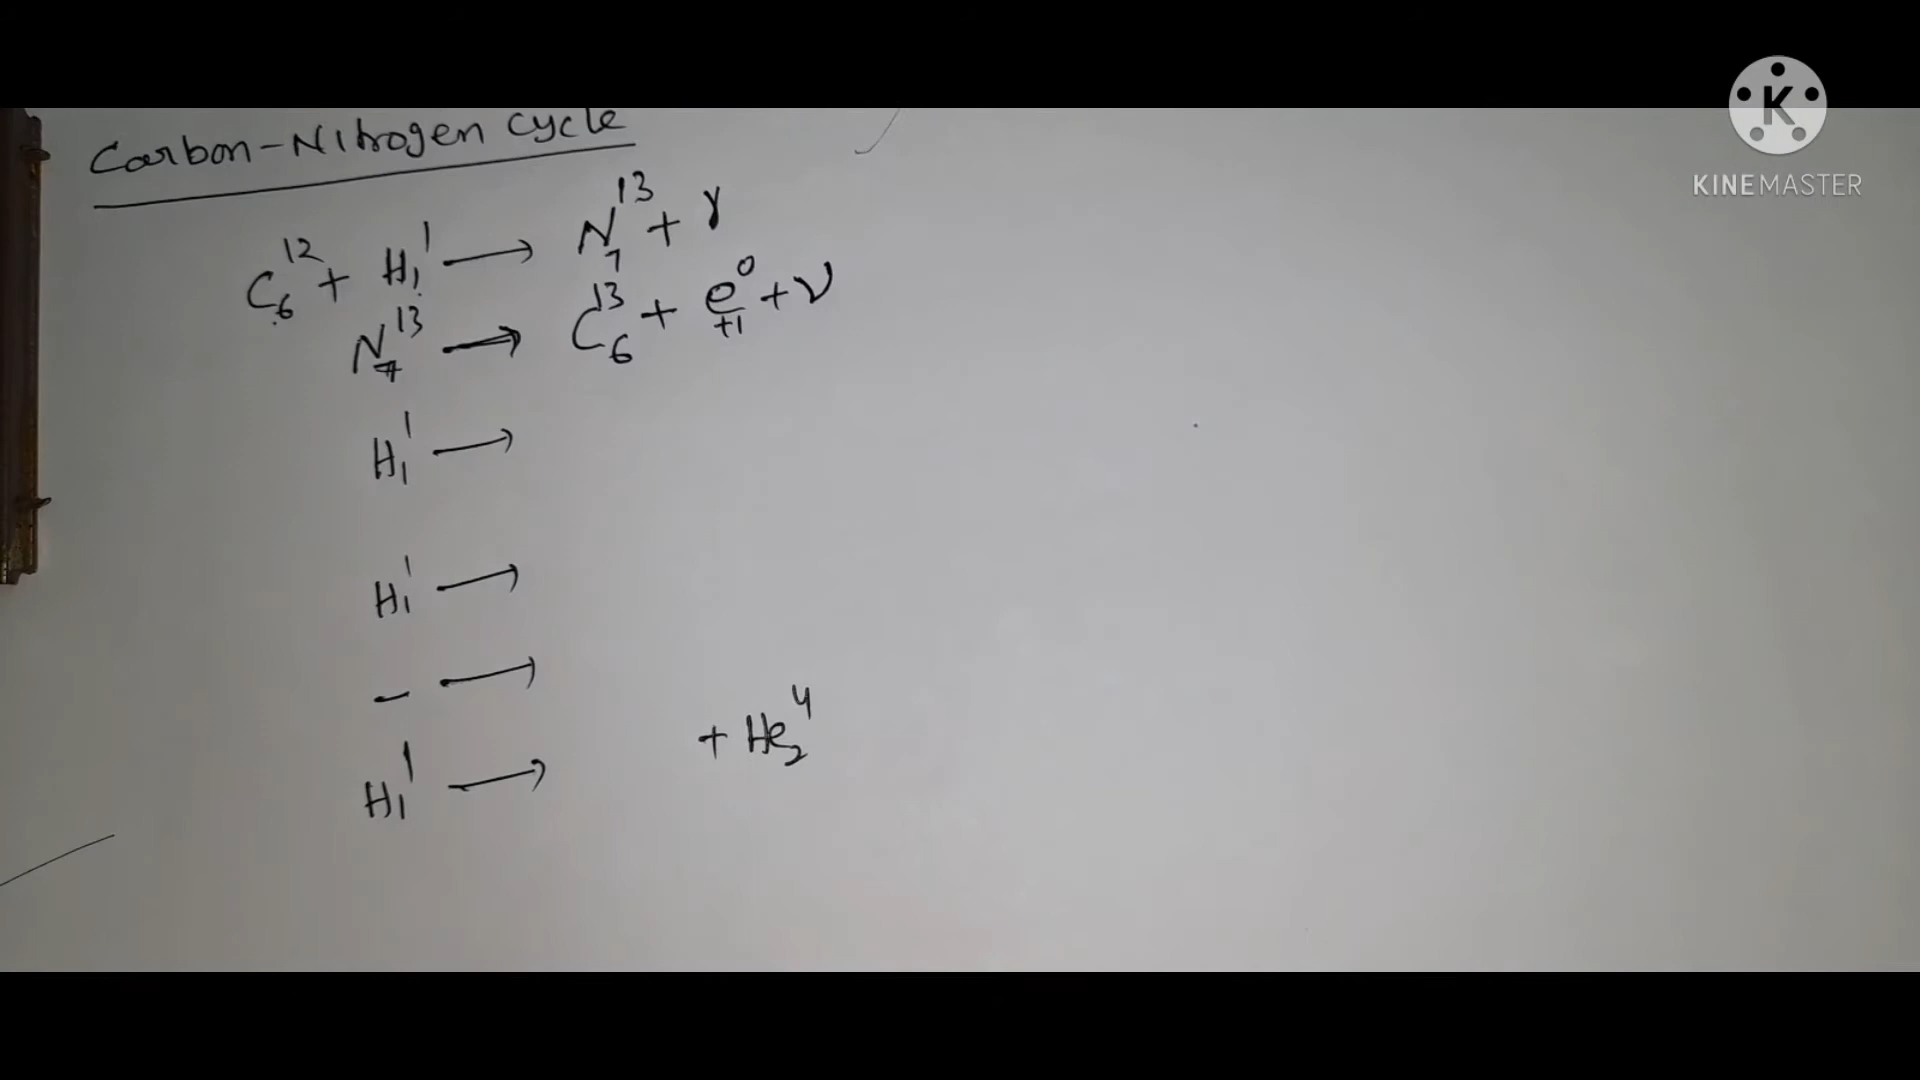 Carbon-Nitrogen cycle
K
KINEMASTER
C₆¹² + H₁¹ → N₇¹³ + γ
N₇¹³ → C₆¹³ + e₊₁⁰ + ν
H₁¹ →
H₁¹ →
- →
H₁¹ → + He₂⁴